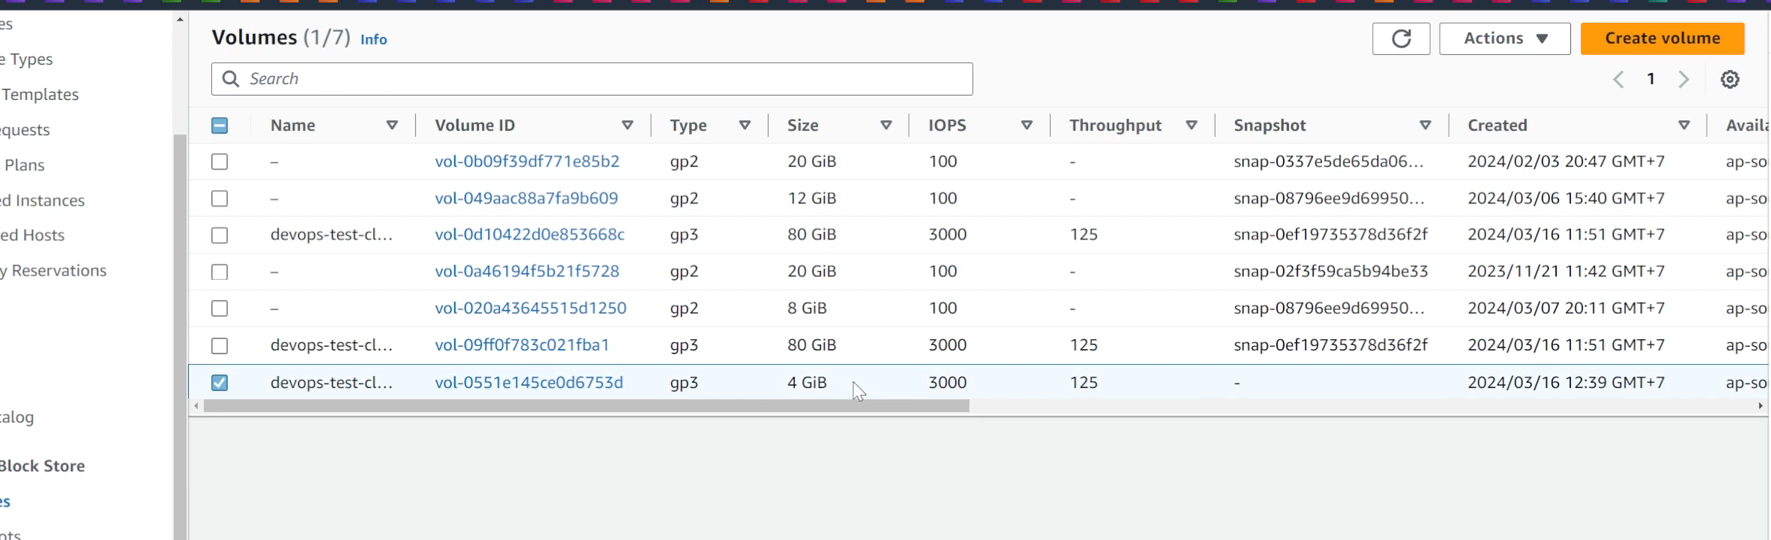 es
Volumes (1/7) Info
Actions
Create volume
e Types
Search
1
Templates
Name Volume ID Type Size IOPS Throughput Snapshot Created Availa
equests
– vol-0b09f39df771e85b2 gp2 20 GiB 100 - snap-0337e5de65da06... 2024/02/03 20:47 GMT+7 ap-so
Plans
– vol-049aac88a7fa9b609 gp2 12 GiB 100 - snap-08796ee9d69950... 2024/03/06 15:40 GMT+7 ap-so
ed Instances
devops-test-cl... vol-0d10422d0e853668c gp3 80 GiB 3000 125 snap-0ef19735378d36f2f 2024/03/16 11:51 GMT+7 ap-so
ed Hosts
– vol-0a46194f5b21f5728 gp2 20 GiB 100 - snap-02f3f59ca5b94be33 2023/11/21 11:42 GMT+7 ap-so
y Reservations
– vol-020a43645515d1250 gp2 8 GiB 100 - snap-08796ee9d69950... 2024/03/07 20:11 GMT+7 ap-so
devops-test-cl... vol-09ff0f783c021fba1 gp3 80 GiB 3000 125 snap-0ef19735378d36f2f 2024/03/16 11:51 GMT+7 ap-so
devops-test-cl... vol-0551e145ce0d6753d gp3 4 GiB 3000 125 - 2024/03/16 12:39 GMT+7 ap-so
talog
Block Store
es
ots